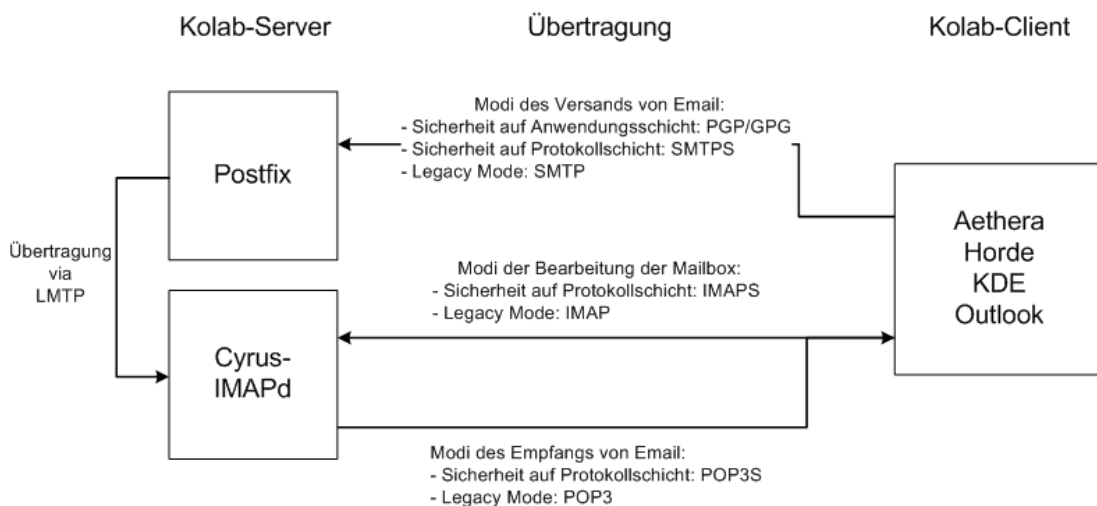 Kolab-Server
Übertragung
Kolab-Client
Modi des Versands von Email:
- Sicherheit auf Anwendungsschicht: PGP/GPG
- Sicherheit auf Protokollschicht: SMTPS
- Legacy Mode: SMTP
Postfix
Übertragung
via
LMTP
Aethera
Horde
KDE
Outlook
Modi der Bearbeitung der Mailbox:
- Sicherheit auf Protokollschicht: IMAPS
- Legacy Mode: IMAP
Cyrus-
IMAPd
Modi des Empfangs von Email:
- Sicherheit auf Protokollschicht: POP3S
- Legacy Mode: POP3